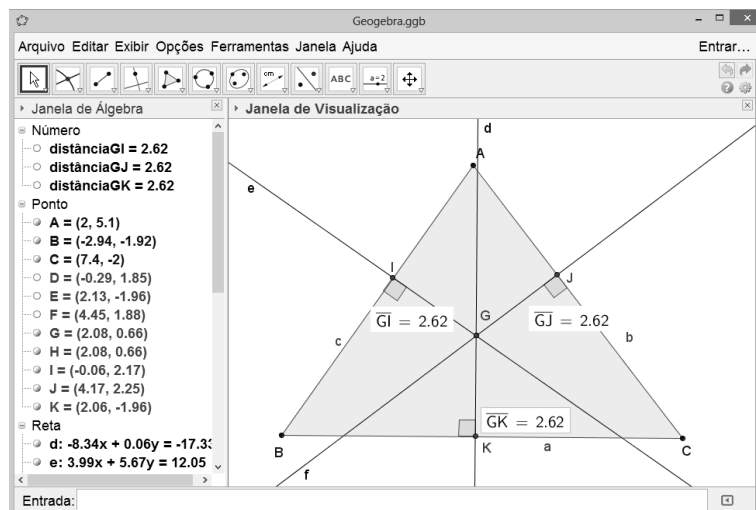 Geogebra.ggb
Arquivo Editar Exibir Opções Ferramentas Janela Ajuda
Entrar...
cm
ABC
a=2
Janela de Álgebra
Número
distânciaGI = 2.62
distânciaGJ = 2.62
distânciaGK = 2.62
Ponto
A = (2, 5.1)
B = (-2.94, -1.92)
C = (7.4, -2)
D = (-0.29, 1.85)
E = (2.13, -1.96)
F = (4.45, 1.88)
G = (2.08, 0.66)
H = (2.08, 0.66)
I = (-0.06, 2.17)
J = (4.17, 2.25)
K = (2.06, -1.96)
Reta
d: -8.34x + 0.06y = -17.33
e: 3.99x + 5.67y = 12.05
Janela de Visualização
d
A
e
I
J
G
GI = 2.62
GJ = 2.62
c
b
GK = 2.62
B
K
a
C
f
Entrada: